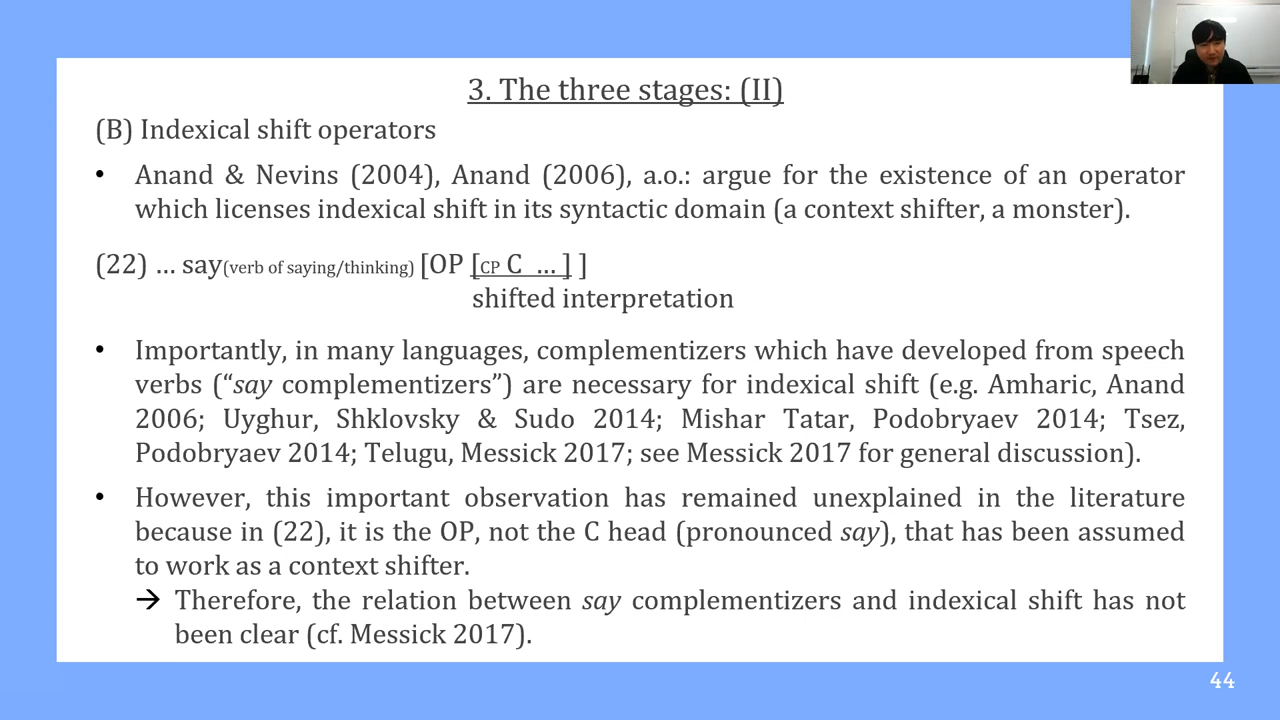 3. The three stages: (II)
(B) Indexical shift operators
• Anand & Nevins (2004), Anand (2006), a.o.: argue for the existence of an operator
which licenses indexical shift in its syntactic domain (a context shifter, a monster).
(22) … say(verb of saying/thinking) [OP [CP C … ] ]
shifted interpretation
• Importantly, in many languages, complementizers which have developed from speech
verbs (“say complementizers”) are necessary for indexical shift (e.g. Amharic, Anand
2006; Uyghur, Shklovsky & Sudo 2014; Mishar Tatar, Podobryaev 2014; Tsez,
Podobryaev 2014; Telugu, Messick 2017; see Messick 2017 for general discussion).
• However, this important observation has remained unexplained in the literature
because in (22), it is the OP, not the C head (pronounced say), that has been assumed
to work as a context shifter.
→ Therefore, the relation between say complementizers and indexical shift has not
been clear (cf. Messick 2017).
44